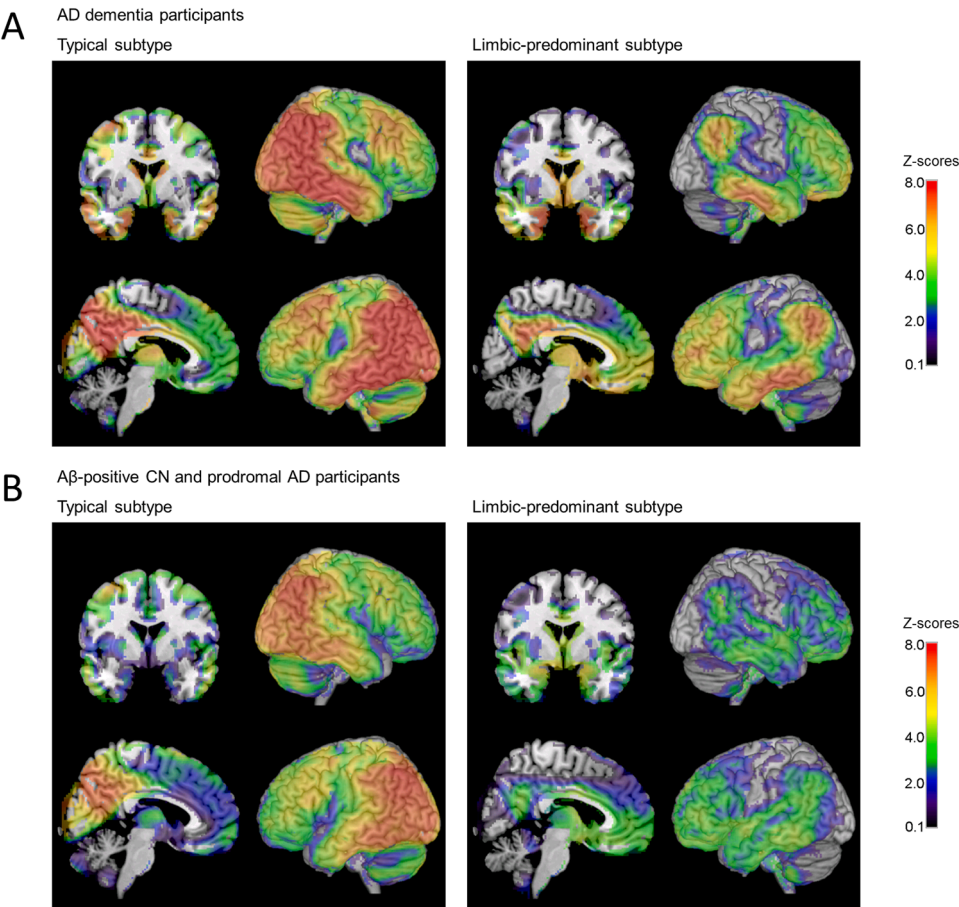 A
AD dementia participants
Typical subtype
Limbic-predominant subtype
Z-scores
8.0
6.0
4.0
2.0
0.1
B
Aβ-positive CN and prodromal AD participants
Typical subtype
Limbic-predominant subtype
Z-scores
8.0
6.0
4.0
2.0
0.1